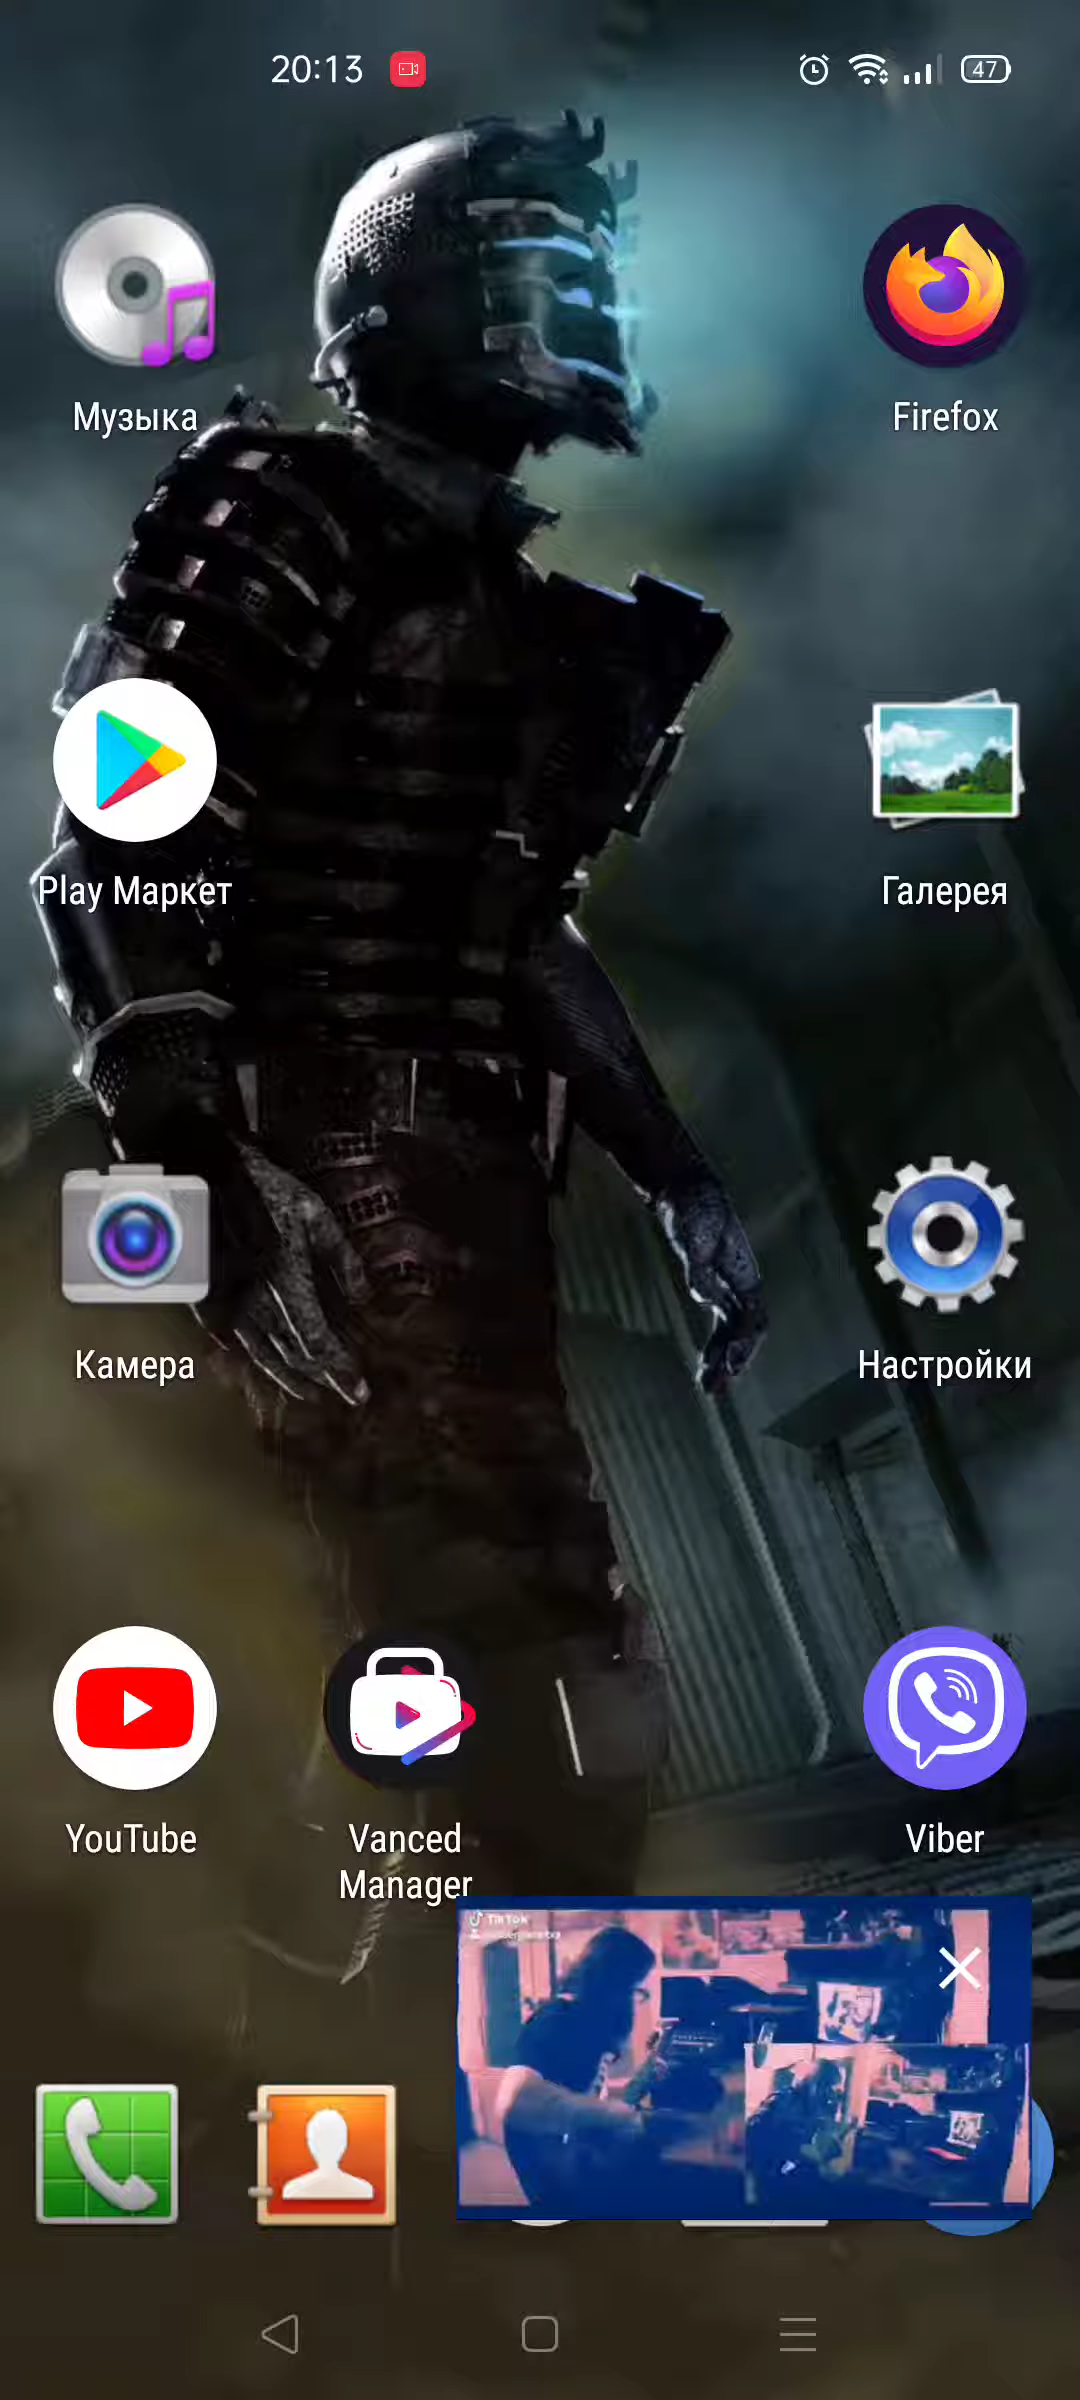 20:13
47
Музыка
Firefox
Play Маркет
Галерея
Камера
Настройки
YouTube
Vanced
Manager
Viber
TikTok